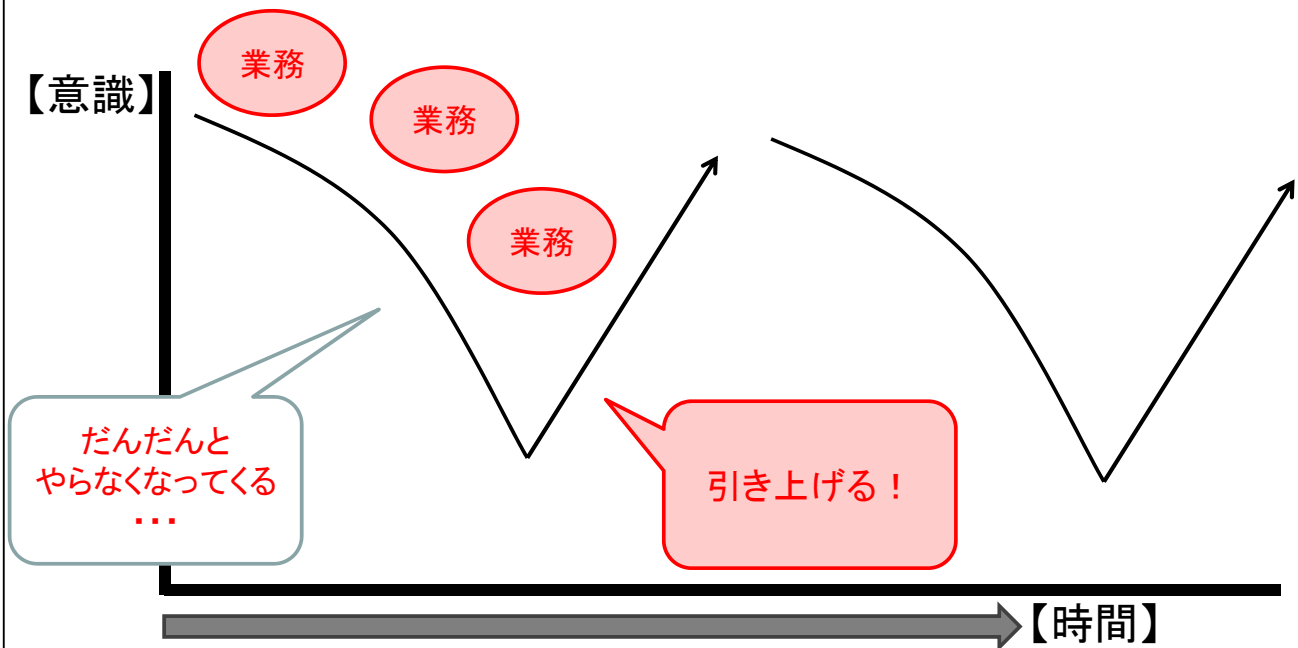 業務
【意識】
業務
業務
だんだんと
やらなくなってくる
・・・
引き上げる！
【時間】